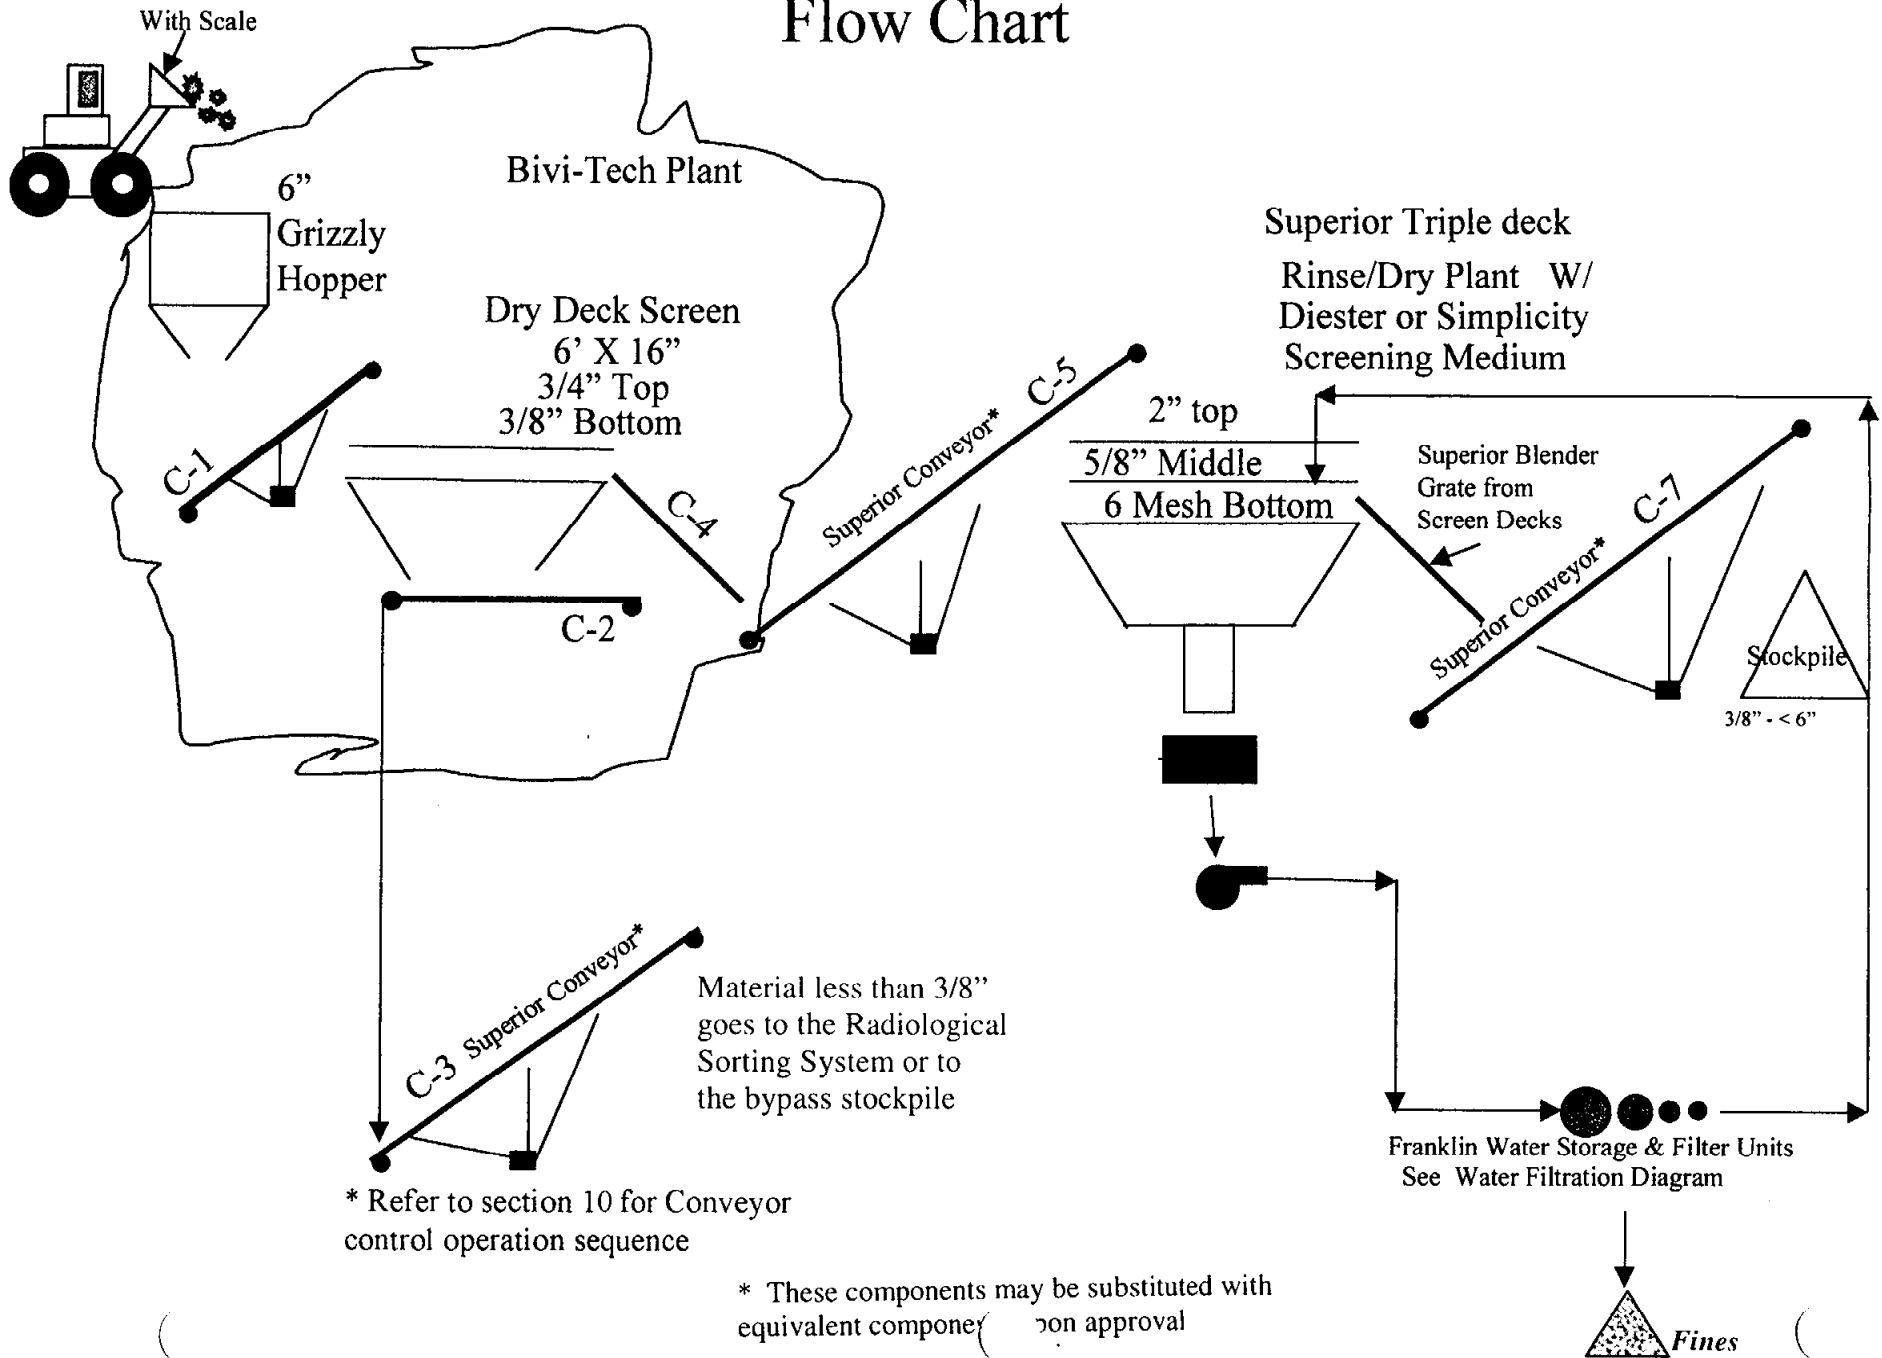 Flow Chart
With Scale
Bivi-Tech Plant
6”
Grizzly
Hopper
Dry Deck Screen
6’ X 16”
3/4” Top
3/8” Bottom
C-1
C-4
C-2
Superior Conveyor* C-5
Superior Triple deck
Rinse/Dry Plant W/
Diester or Simplicity
Screening Medium
2” top
5/8” Middle
6 Mesh Bottom
Superior Blender
Grate from
Screen Decks
Superior Conveyor* C-7
Stockpile
3/8” - < 6”
C-3 Superior Conveyor*
Material less than 3/8”
goes to the Radiological
Sorting System or to
the bypass stockpile
* Refer to section 10 for Conveyor
control operation sequence
Franklin Water Storage & Filter Units
See Water Filtration Diagram
* These components may be substituted with
equivalent approval
Fines